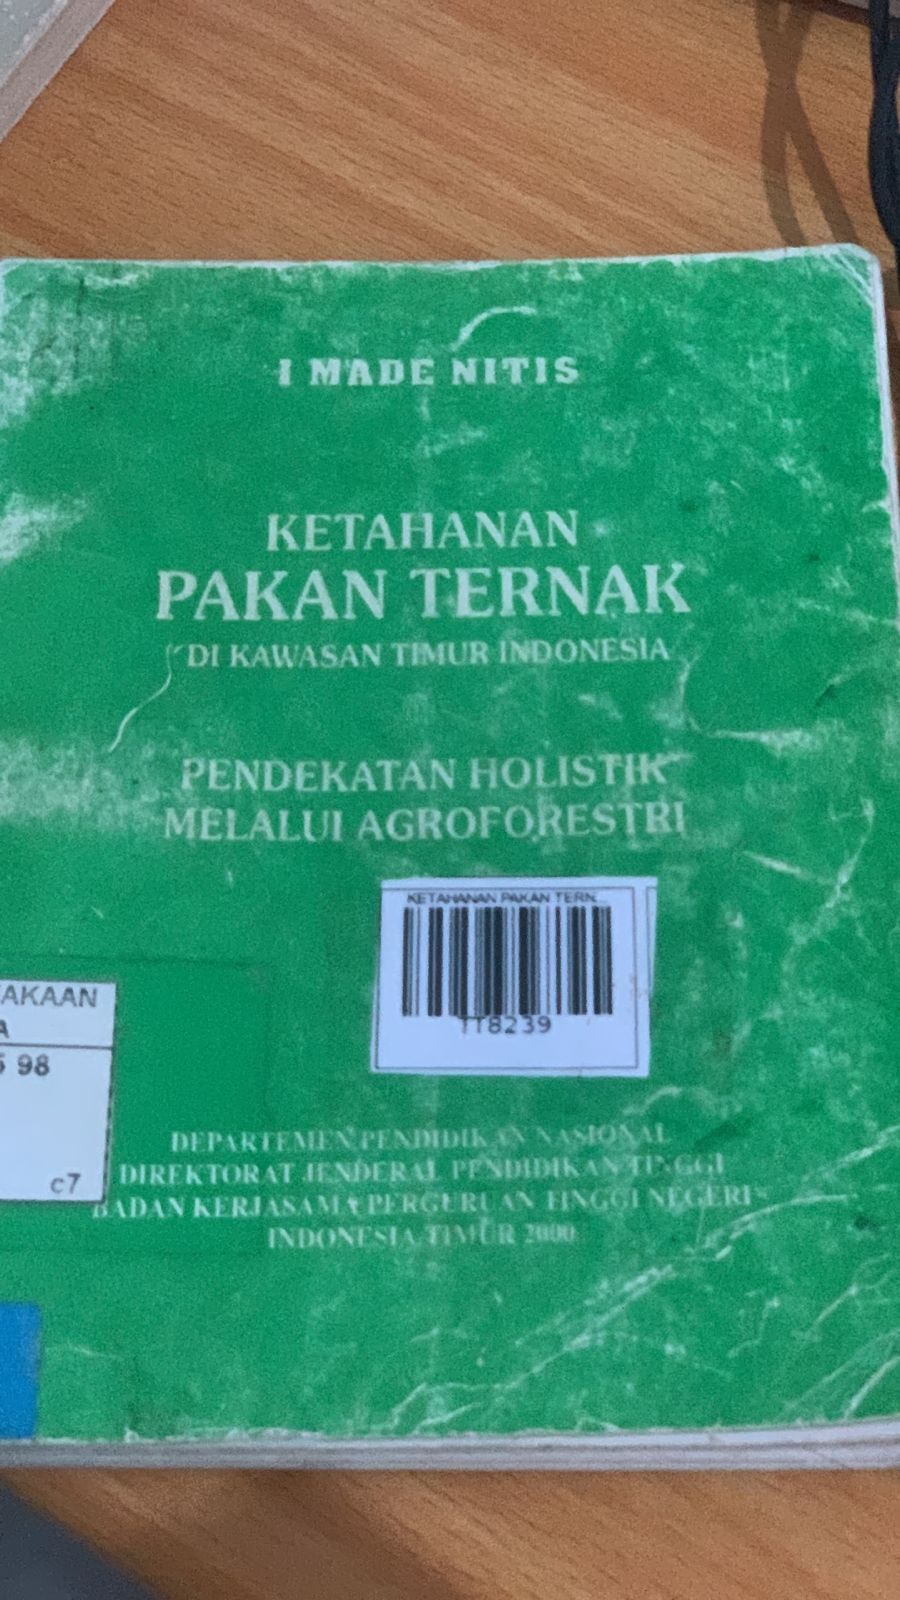 I MADE NITIS
KETAHANAN
PAKAN TERNAK
DI KAWASAN TIMUR INDONESIA
PENDEKATAN HOLISTIK
MELALUI AGROFORESTRI
KETAHANAN PAKAN TERN...
TT8239
AKAAN
A
98
c7
DEPARTEMEN PENDIDIKAN NASIONAL
DIREKTORAT JENDERAL PENDIDIKAN TINGGI
BADAN KERJASAMA PERGURUAN TINGGI NEGERI
INDONESIA TIMUR 2000